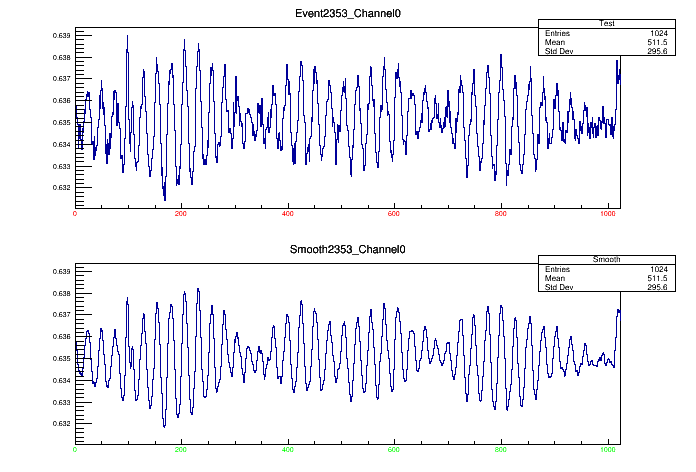 Event2353_Channel0
Test
Entries 1024
Mean 511.5
Std Dev 295.6
0.639
0.638
0.637
0.636
0.635
0.634
0.633
0.632
0 200 400 600 800 1000
Smooth2353_Channel0
Smooth
Entries 1024
Mean 511.5
Std Dev 295.6
0.639
0.638
0.637
0.636
0.635
0.634
0.633
0.632
0 200 400 600 800 1000